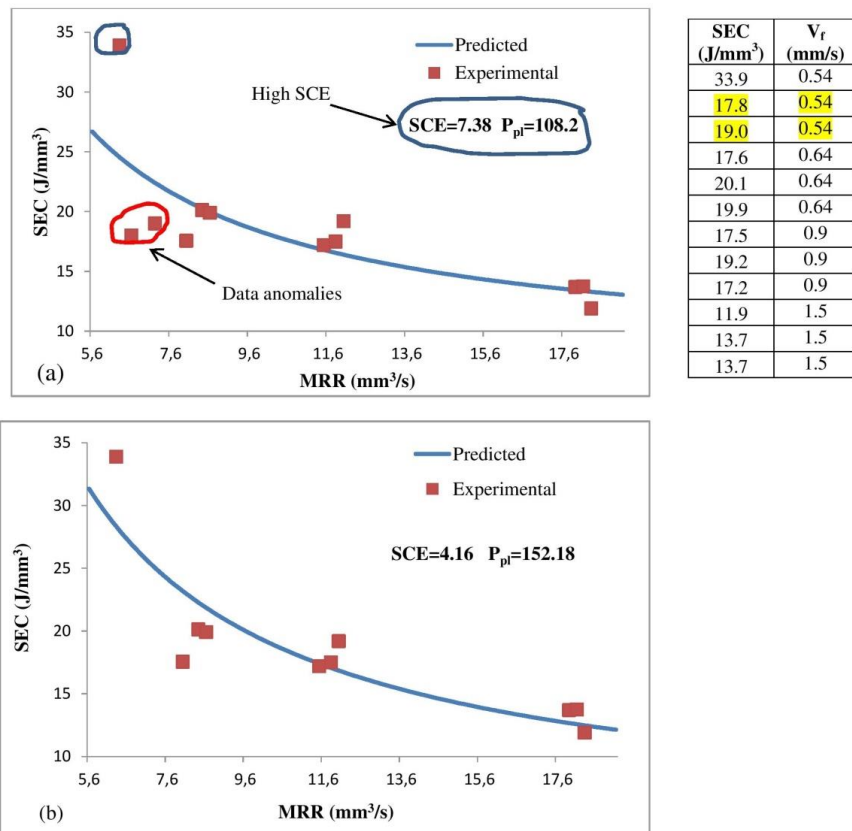 35
30
25
20
15
10
SEC (J/mm³)
Predicted
Experimental
High SCE
SCE=7.38 Ppl=108.2
Data anomalies
5,6 7,6 9,6 11,6 13,6 15,6 17,6
(a)
MRR (mm³/s)
SEC Vf
(J/mm³) (mm/s)
33.9 0.54
17.8 0.54
19.0 0.54
17.6 0.64
20.1 0.64
19.9 0.64
17.5 0.9
19.2 0.9
17.2 0.9
11.9 1.5
13.7 1.5
13.7 1.5
35
30
25
20
15
10
SEC (J/mm³)
Predicted
Experimental
SCE=4.16 Ppl=152.18
5,6 7,6 9,6 11,6 13,6 15,6 17,6
(b)
MRR (mm³/s)